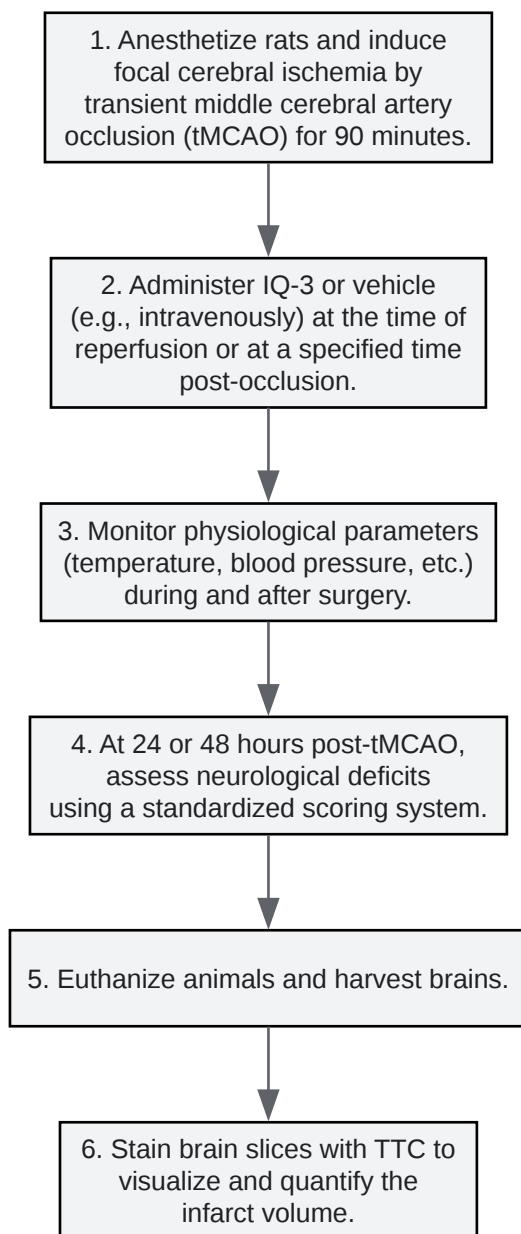 1. Anesthetize rats and induce
focal cerebral ischemia by
transient middle cerebral artery
occlusion (tMCAO) for 90 minutes.
2. Administer IQ-3 or vehicle
(e.g., intravenously) at the time of
reperfusion or at a specified time
post-occlusion.
3. Monitor physiological parameters
(temperature, blood pressure, etc.)
during and after surgery.
4. At 24 or 48 hours post-tMCAO,
assess neurological deficits
using a standardized scoring system.
5. Euthanize animals and harvest brains.
6. Stain brain slices with TTC to
visualize and quantify the
infarct volume.